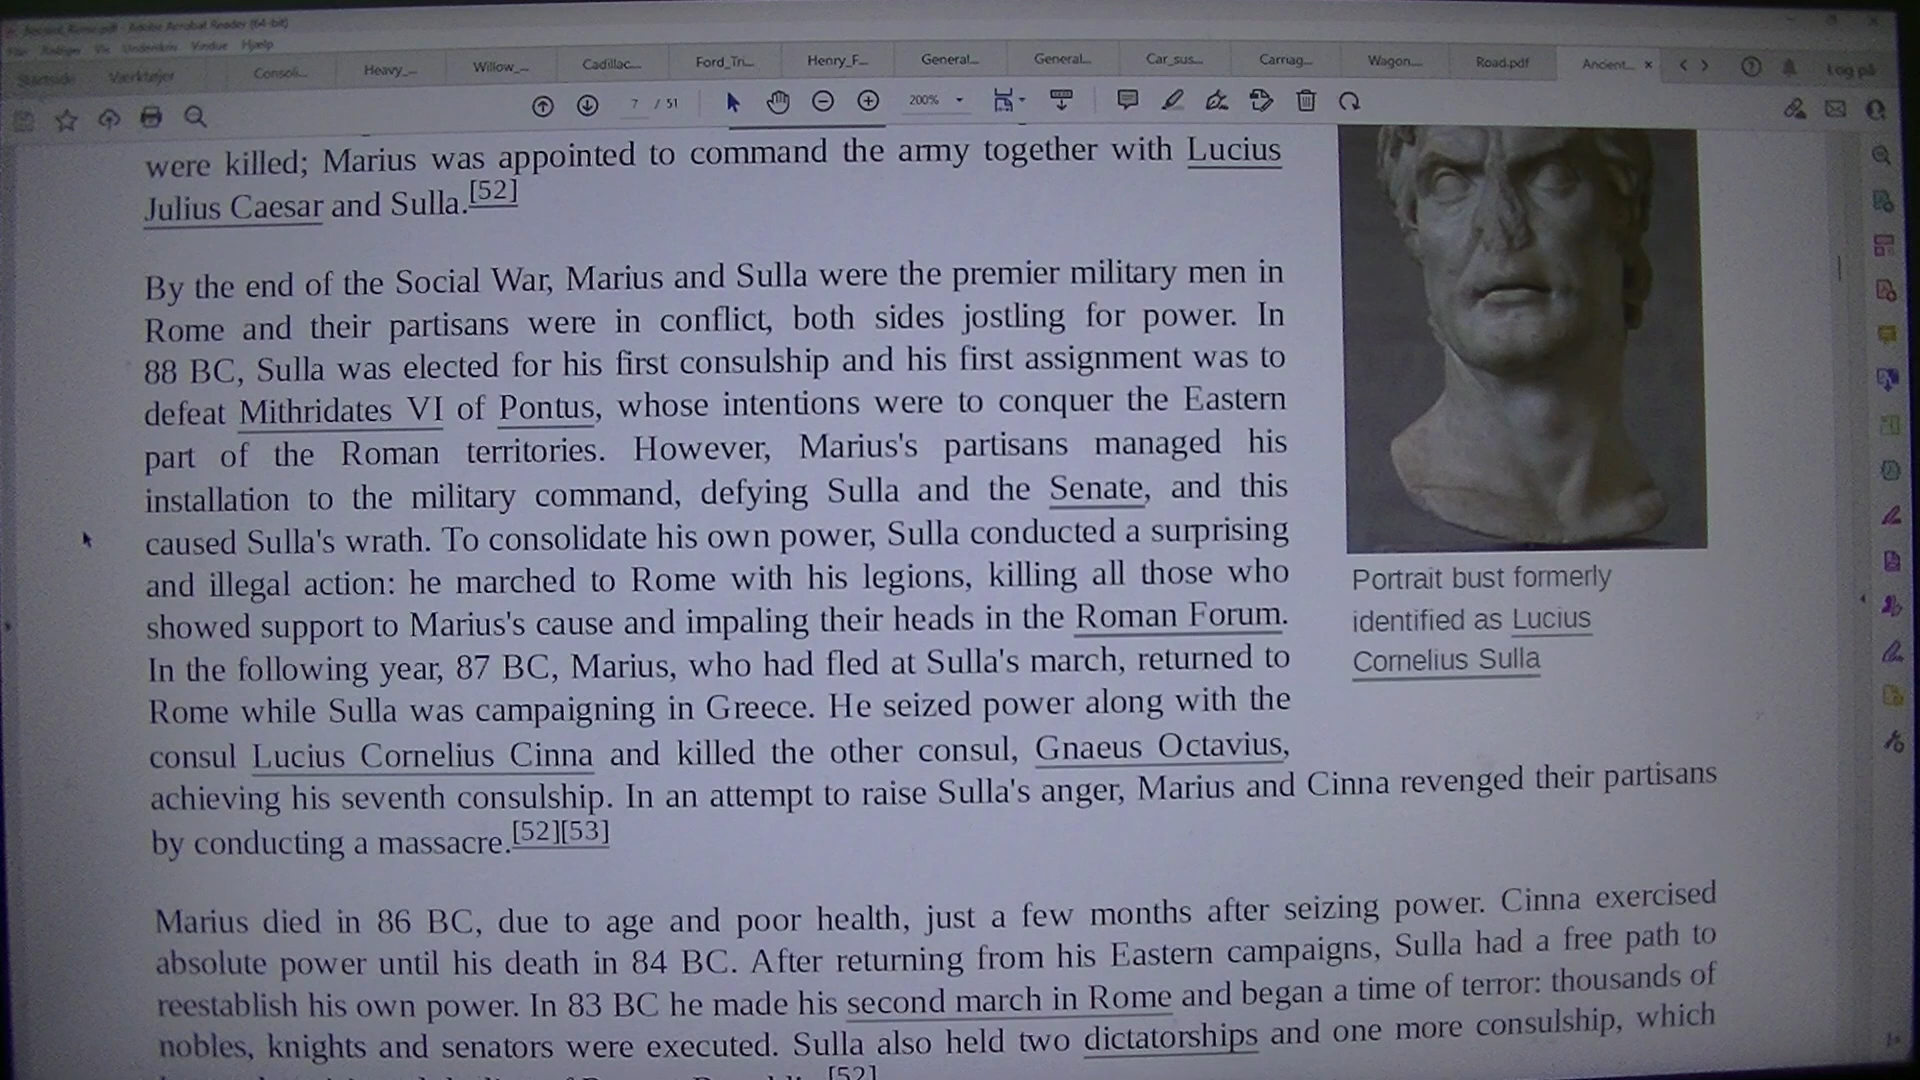 Adobe Acrobat Reader (64-bit)
Vis Vindue Hjælp
Startside Værktøjer Consoli... Heavy_... Willow_... Cadillac... Ford_Tri... Henry_F... General... General... Car_sus... Carriag... Wagon.... Road.pdf Ancient... × Log på
7 / 51 200%
were killed; Marius was appointed to command the army together with Lucius
Julius Caesar and Sulla.[52]
By the end of the Social War, Marius and Sulla were the premier military men in
Rome and their partisans were in conflict, both sides jostling for power. In
88 BC, Sulla was elected for his first consulship and his first assignment was to
defeat Mithridates VI of Pontus, whose intentions were to conquer the Eastern
part of the Roman territories. However, Marius's partisans managed his
installation to the military command, defying Sulla and the Senate, and this
caused Sulla's wrath. To consolidate his own power, Sulla conducted a surprising
and illegal action: he marched to Rome with his legions, killing all those who
showed support to Marius's cause and impaling their heads in the Roman Forum.
In the following year, 87 BC, Marius, who had fled at Sulla's march, returned to
Rome while Sulla was campaigning in Greece. He seized power along with the
consul Lucius Cornelius Cinna and killed the other consul, Gnaeus Octavius,
achieving his seventh consulship. In an attempt to raise Sulla's anger, Marius and Cinna revenged their partisans
by conducting a massacre.[52][53]
Portrait bust formerly
identified as Lucius
Cornelius Sulla
Marius died in 86 BC, due to age and poor health, just a few months after seizing power. Cinna exercised
absolute power until his death in 84 BC. After returning from his Eastern campaigns, Sulla had a free path to
reestablish his own power. In 83 BC he made his second march in Rome and began a time of terror: thousands of
nobles, knights and senators were executed. Sulla also held two dictatorships and one more consulship, which
[52]